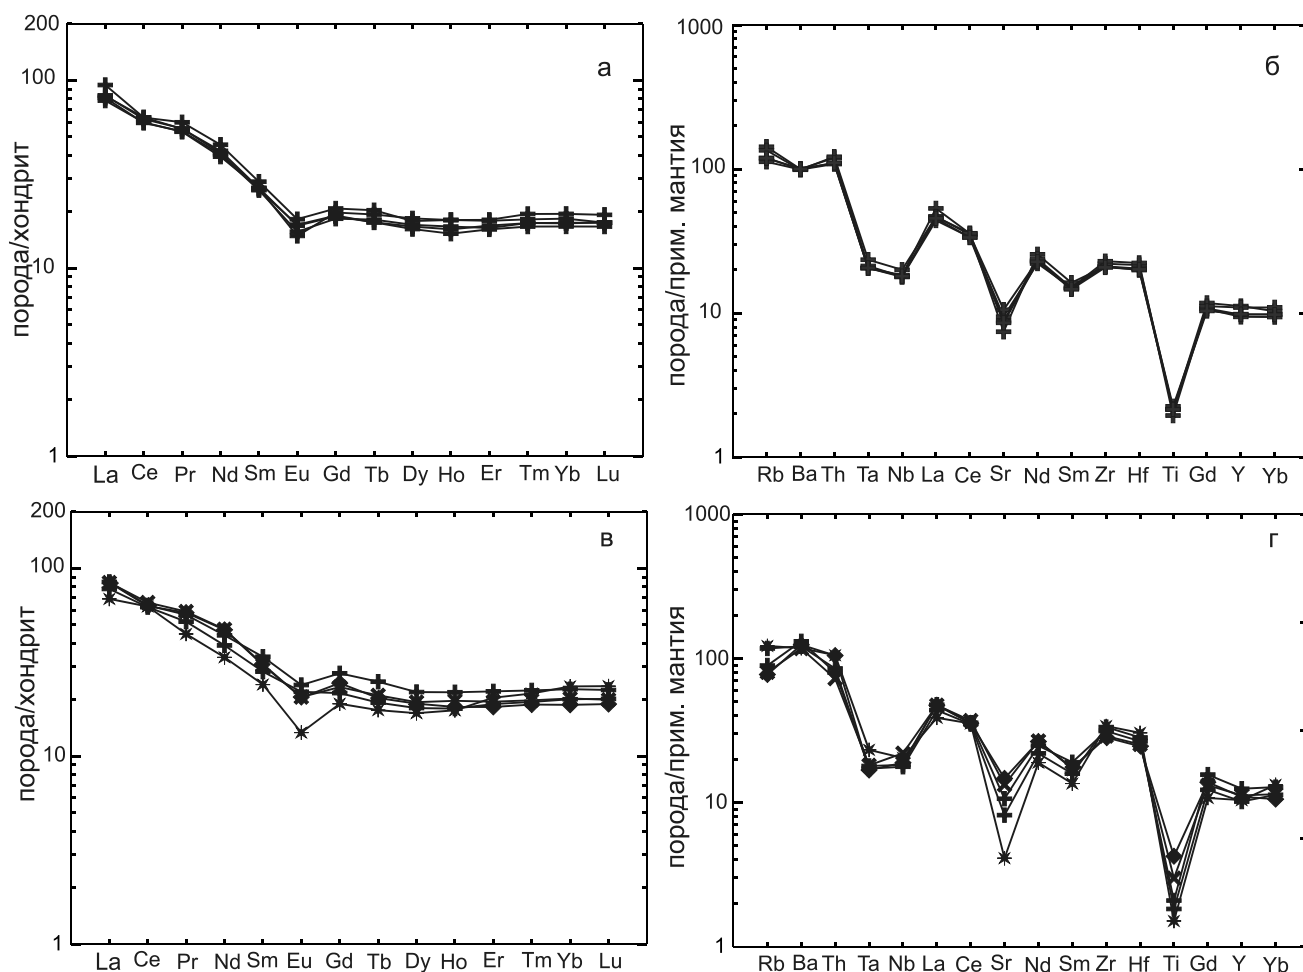 200
100
10
1
порода/хондрит
а
La Ce Pr Nd Sm Eu Gd Tb Dy Ho Er Tm Yb Lu
1000
100
10
1
порода/прим. мантия
б
Rb Ba Th Ta Nb La Ce Sr Nd Sm Zr Hf Ti Gd Y Yb
200
100
10
1
порода/хондрит
в
La Ce Pr Nd Sm Eu Gd Tb Dy Ho Er Tm Yb Lu
1000
100
10
1
порода/прим. мантия
г
Rb Ba Th Ta Nb La Ce Sr Nd Sm Zr Hf Ti Gd Y Yb